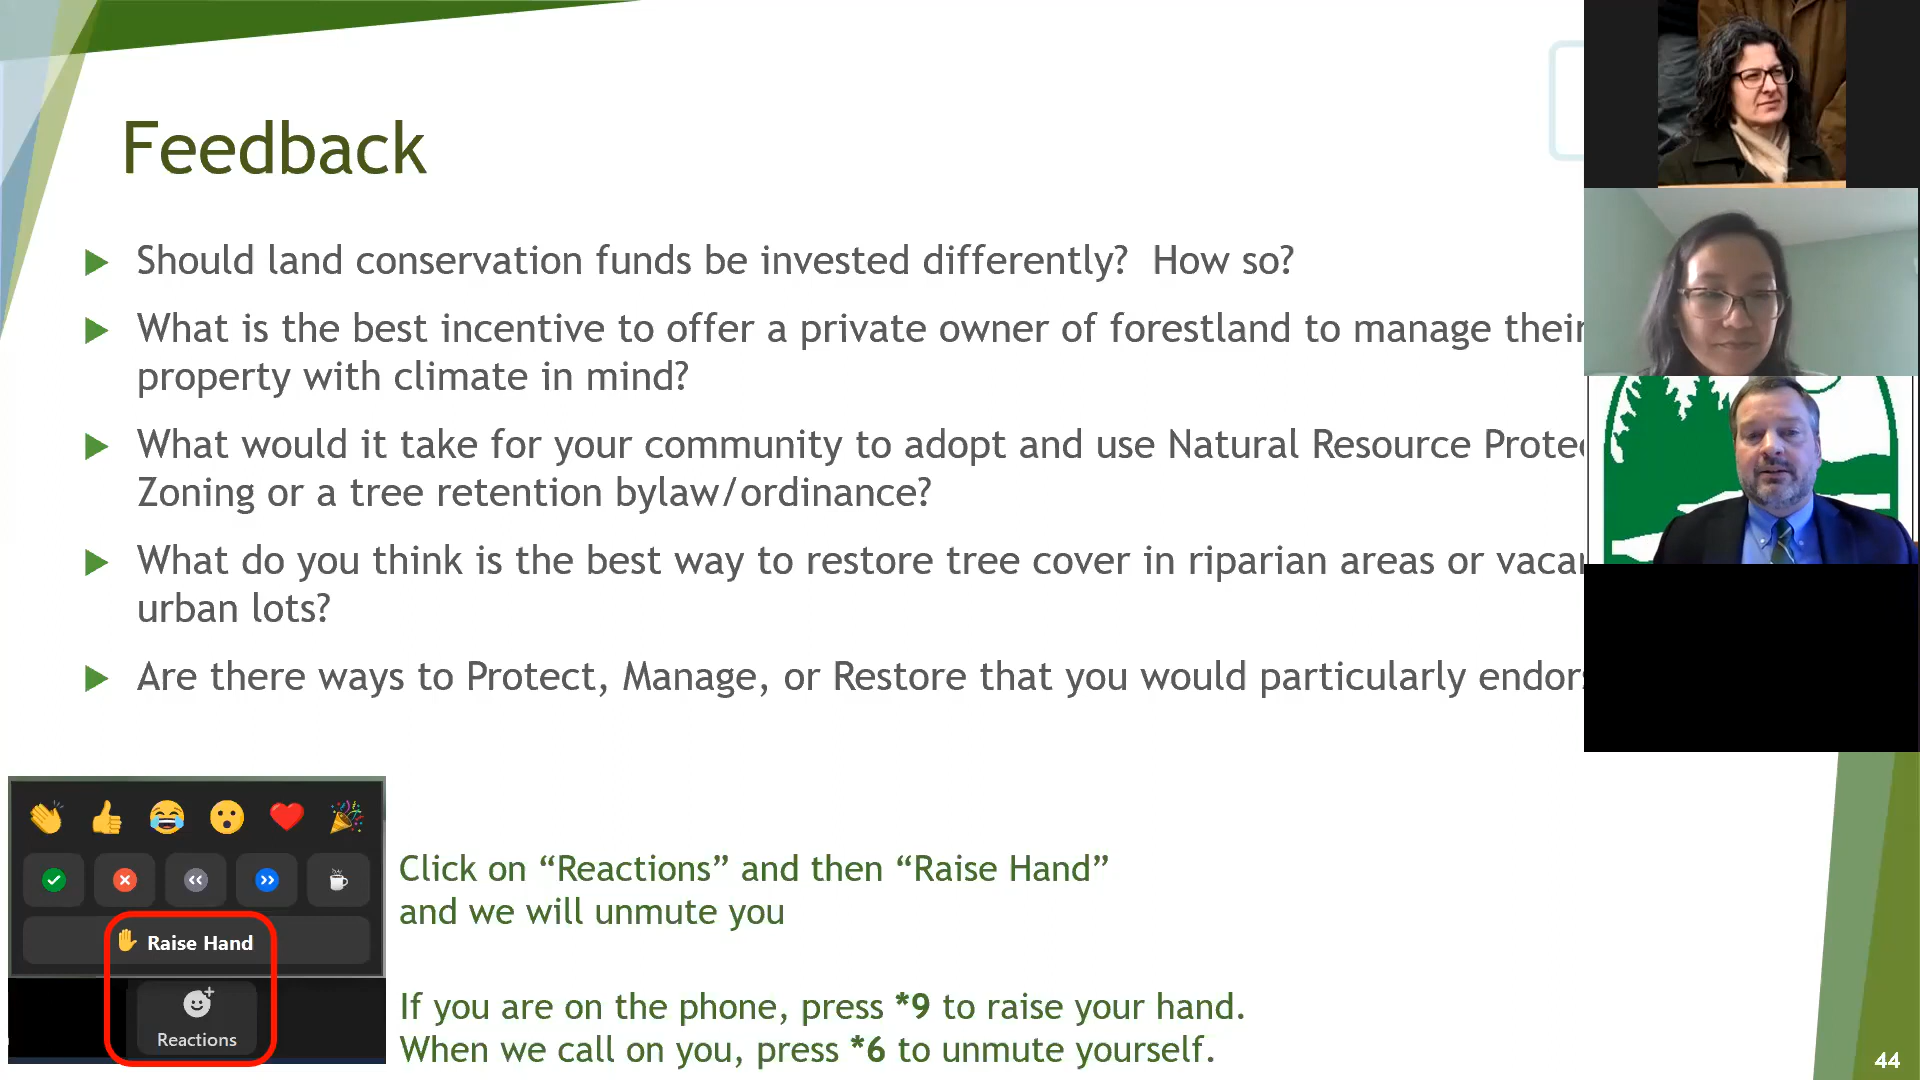 Feedback
Should land conservation funds be invested differently? How so?
What is the best incentive to offer a private owner of forestland to manage their
property with climate in mind?
What would it take for your community to adopt and use Natural Resource
Zoning or a tree retention bylaw/ordinance?
What do you think is the best way to restore tree cover in riparian areas or
urban lots?
Are there ways to Protect, Manage, or Restore that you would particularly
Raise Hand
Reactions
Click on “Reactions” and then “Raise Hand”
and we will unmute you
If you are on the phone, press *9 to raise your hand.
When we call on you, press *6 to unmute yourself.
44